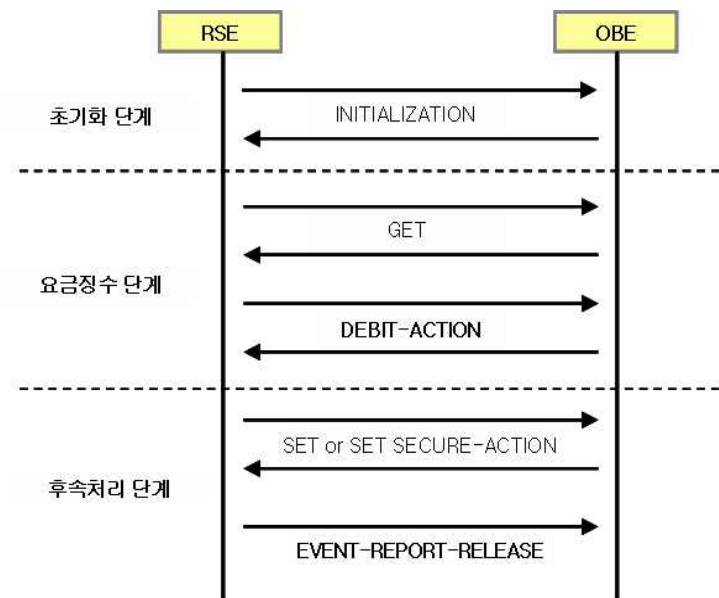 RSE
OBE
초기화 단계
INITIALIZATION
GET
요금징수 단계
DEBIT-ACTION
SET or SET SECURE-ACTION
후속처리 단계
EVENT-REPORT-RELEASE